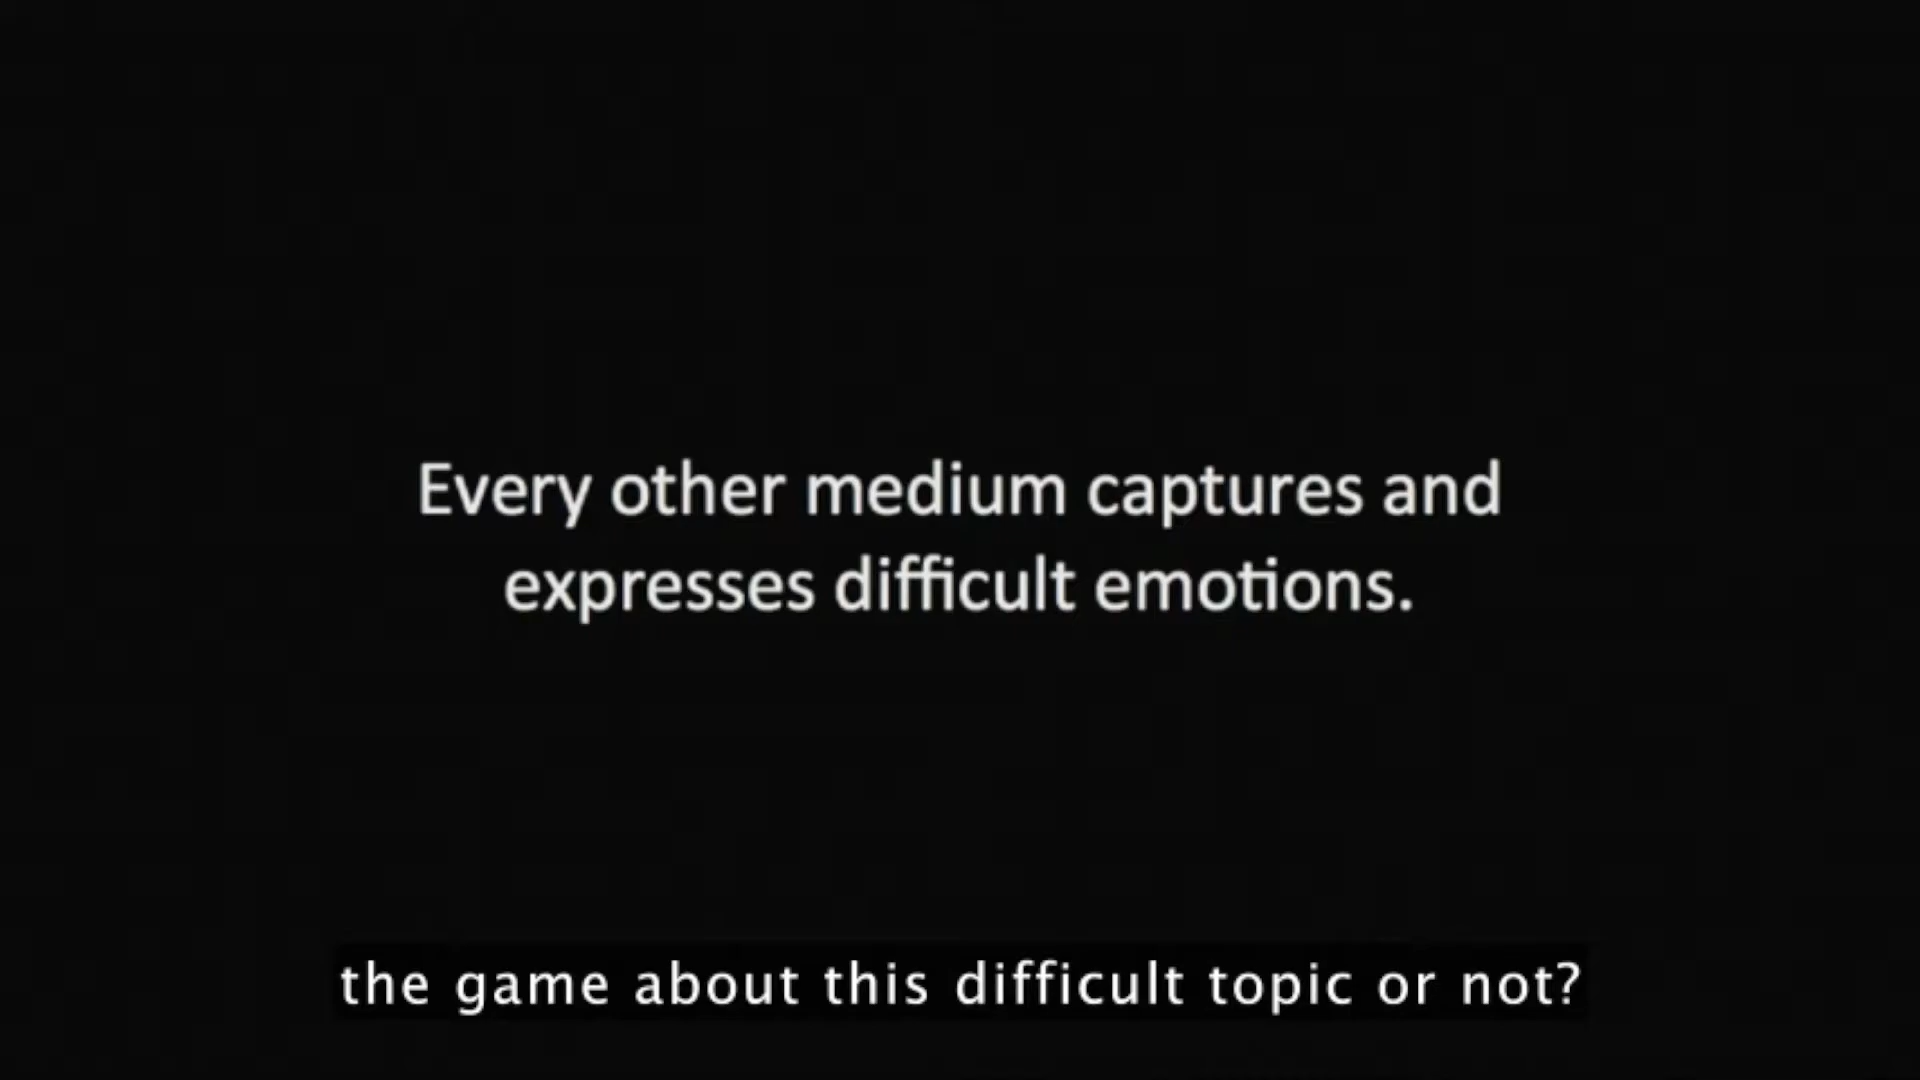 Every other medium captures and
expresses difficult emotions.
the game about this difficult topic or not?